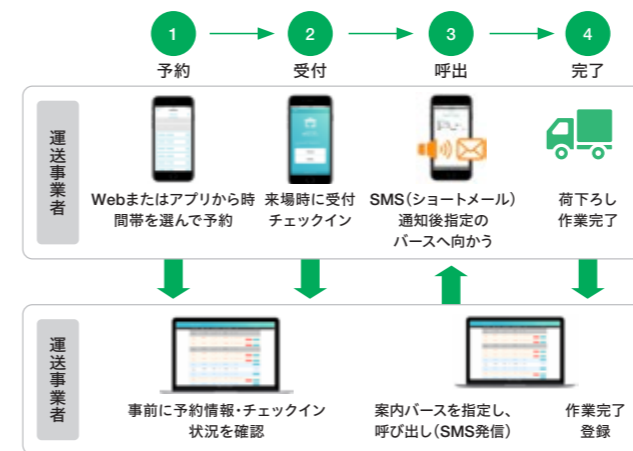 1
2
3
4
予約
受付
呼出
完了
運送事業者
Webまたはアプリから時
間帯を選んで予約
来場時に受付
チェックイン
SMS(ショートメール)
通知後指定の
バースへ向かう
荷下ろし
作業完了
運送事業者
事前に予約情報・チェックイン
状況を確認
案内バースを指定し、
呼び出し(SMS発信)
作業完了
登録